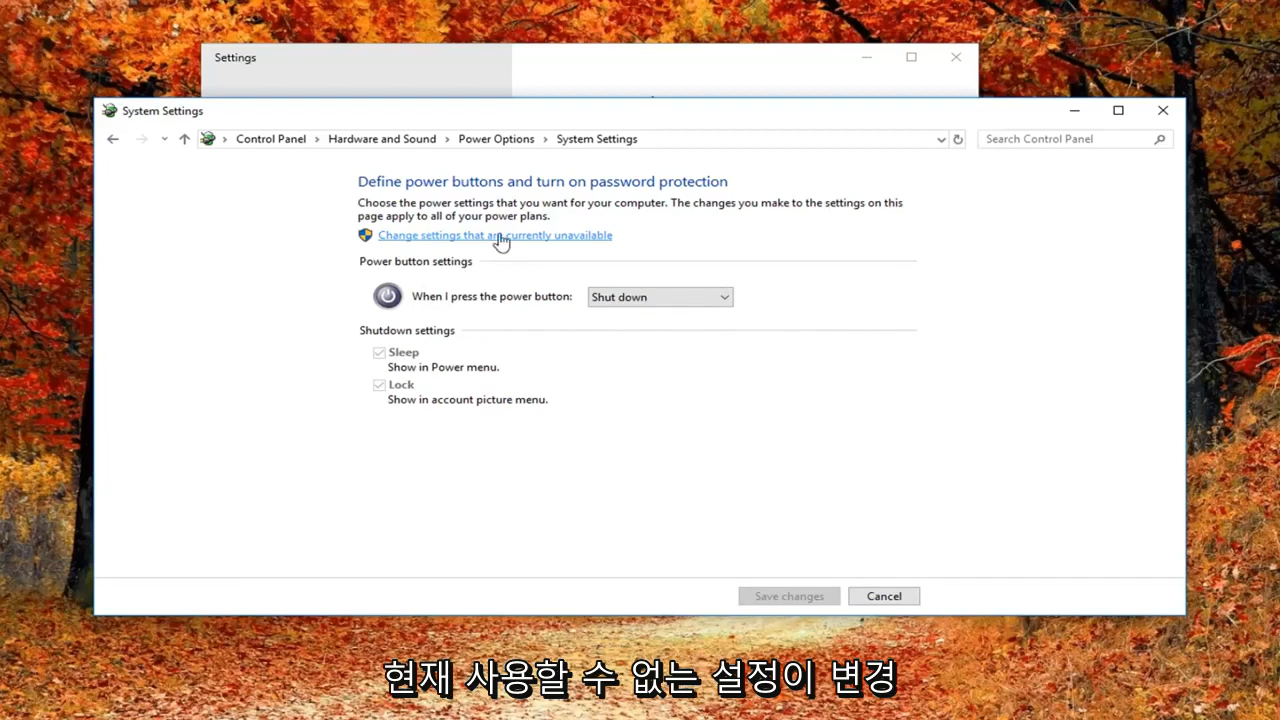 Settings
System Settings
Control Panel > Hardware and Sound > Power Options > System Settings
Search Control Panel
Define power buttons and turn on password protection
Choose the power settings that you want for your computer. The changes you make to the settings on this
page apply to all of your power plans.
Change settings that are currently unavailable
Power button settings
When I press the power button: Shut down
Shutdown settings
Sleep
Show in Power menu.
Lock
Show in account picture menu.
Save changes Cancel
현재 사용할 수 없는 설정이 변경